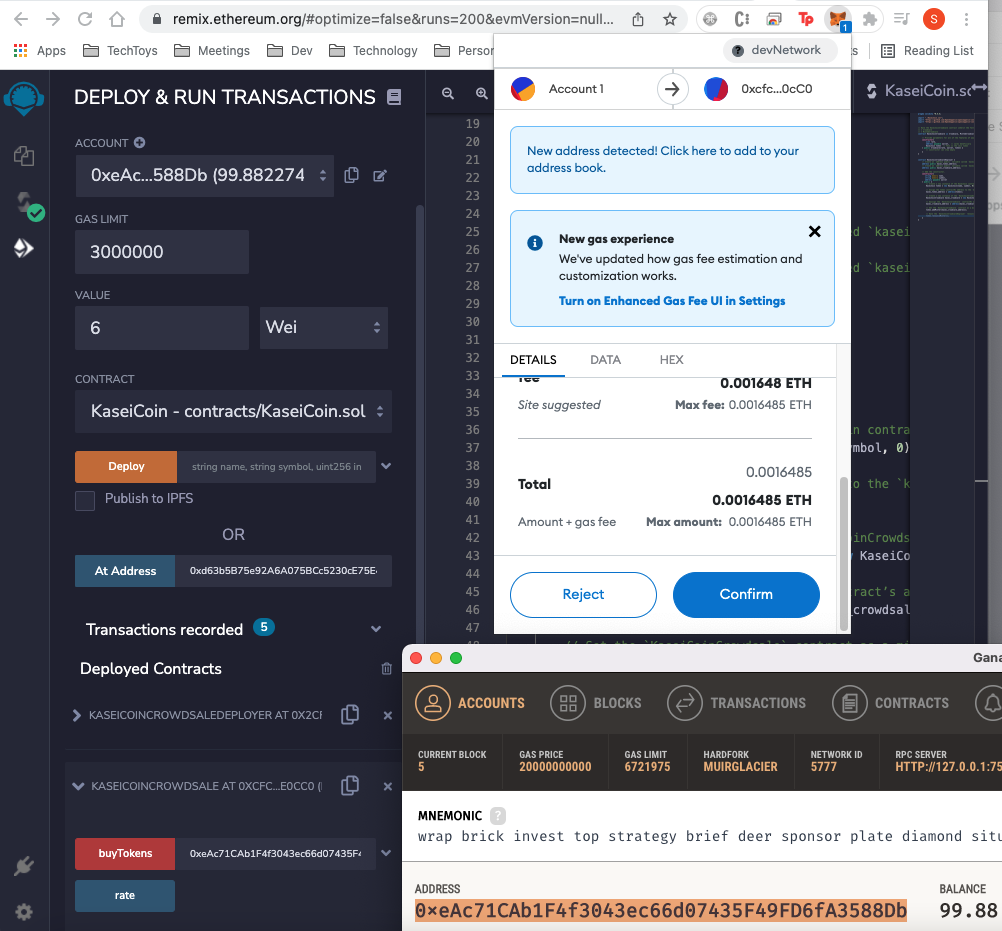 remix.ethereum.org/#optimize=false&runs=200&evmVersion=null...
S
1
Apps
TechToys
Meetings
Dev
Technology
Reading List
devNetwork
DEPLOY & RUN TRANSACTIONS
ACCOUNT
0xeAc...588Db (99.882274
GAS LIMIT
3000000
VALUE
6
Wei
CONTRACT
KaseiCoin - contracts/KaseiCoin.sol
Deploy
string name, string symbol, uint256 in
Publish to IPFS
OR
At Address
0xd63b5B75e92A6A075BCc5230cE75E
Transactions recorded 5
Deployed Contracts
KASEICOINCROWDSALEDEPLOYER AT 0X2CF
KASEICOINCROWDSALE AT 0XCFC...E0CC0 (
buyTokens
0xeAc71CAb1F4f3043ec66d07435F4
rate
Account 1
0xcfc...0cC0
New address detected! Click here to add to your
address book.
New gas experience
We've updated how gas fee estimation and
customization works.
Turn on Enhanced Gas Fee UI in Settings
DETAILS
DATA
HEX
fee
0.001648 ETH
Site suggested
Max fee: 0.0016485 ETH
0.0016485
Total
0.0016485 ETH
Amount + gas fee
Max amount: 0.0016485 ETH
Reject
Confirm
19
20
21
22
23
24
25
26
27
28
29
30
31
32
33
34
35
36
37
38
39
40
41
42
43
44
45
46
47
ed `kasei
ed `kasei
in contra
mbol, 0)
to the `k
inCrowds
KaseiCo
ract's a
crowdsal
ACCOUNTS
BLOCKS
TRANSACTIONS
CONTRACTS
CURRENT BLOCK
5
GAS PRICE
20000000000
GAS LIMIT
6721975
HARDFORK
MUIRGLACIER
NETWORK ID
5777
RPC SERVER
HTTP://127.0.0.1:75
MNEMONIC ?
wrap brick invest top strategy brief deer sponsor plate diamond situ
ADDRESS
0xeAc71CAb1F4f3043ec66d07435F49FD6fA3588Db
BALANCE
99.88